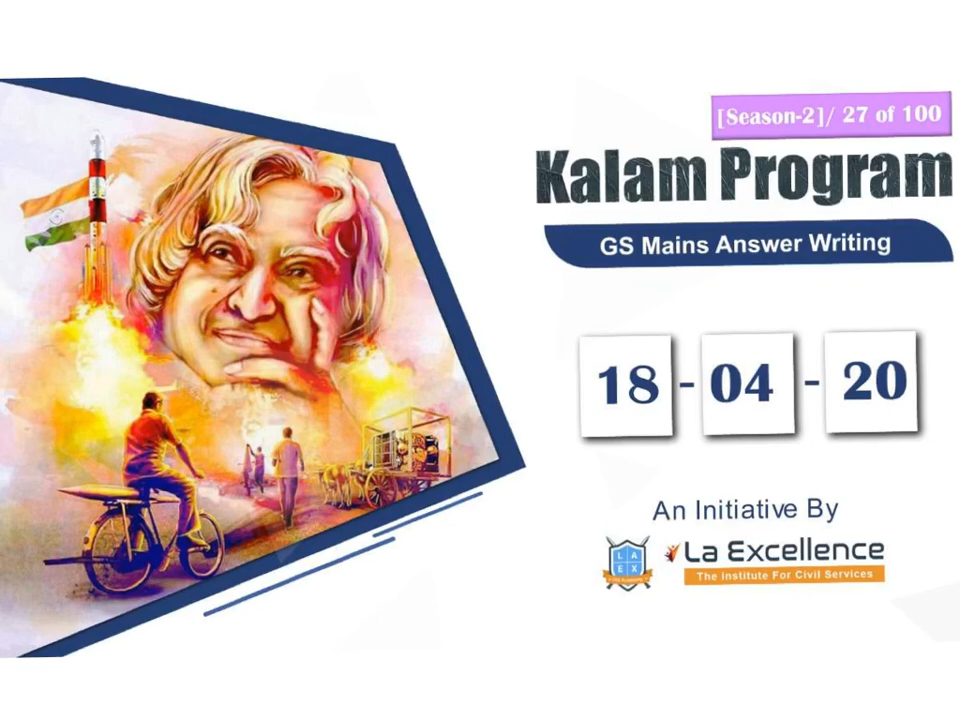 [Season-2]/ 27 of 100
Kalam Program
GS Mains Answer Writing
18 - 04 - 20
An Initiative By
L A
E X
La Excellence
The Institute For Civil Services